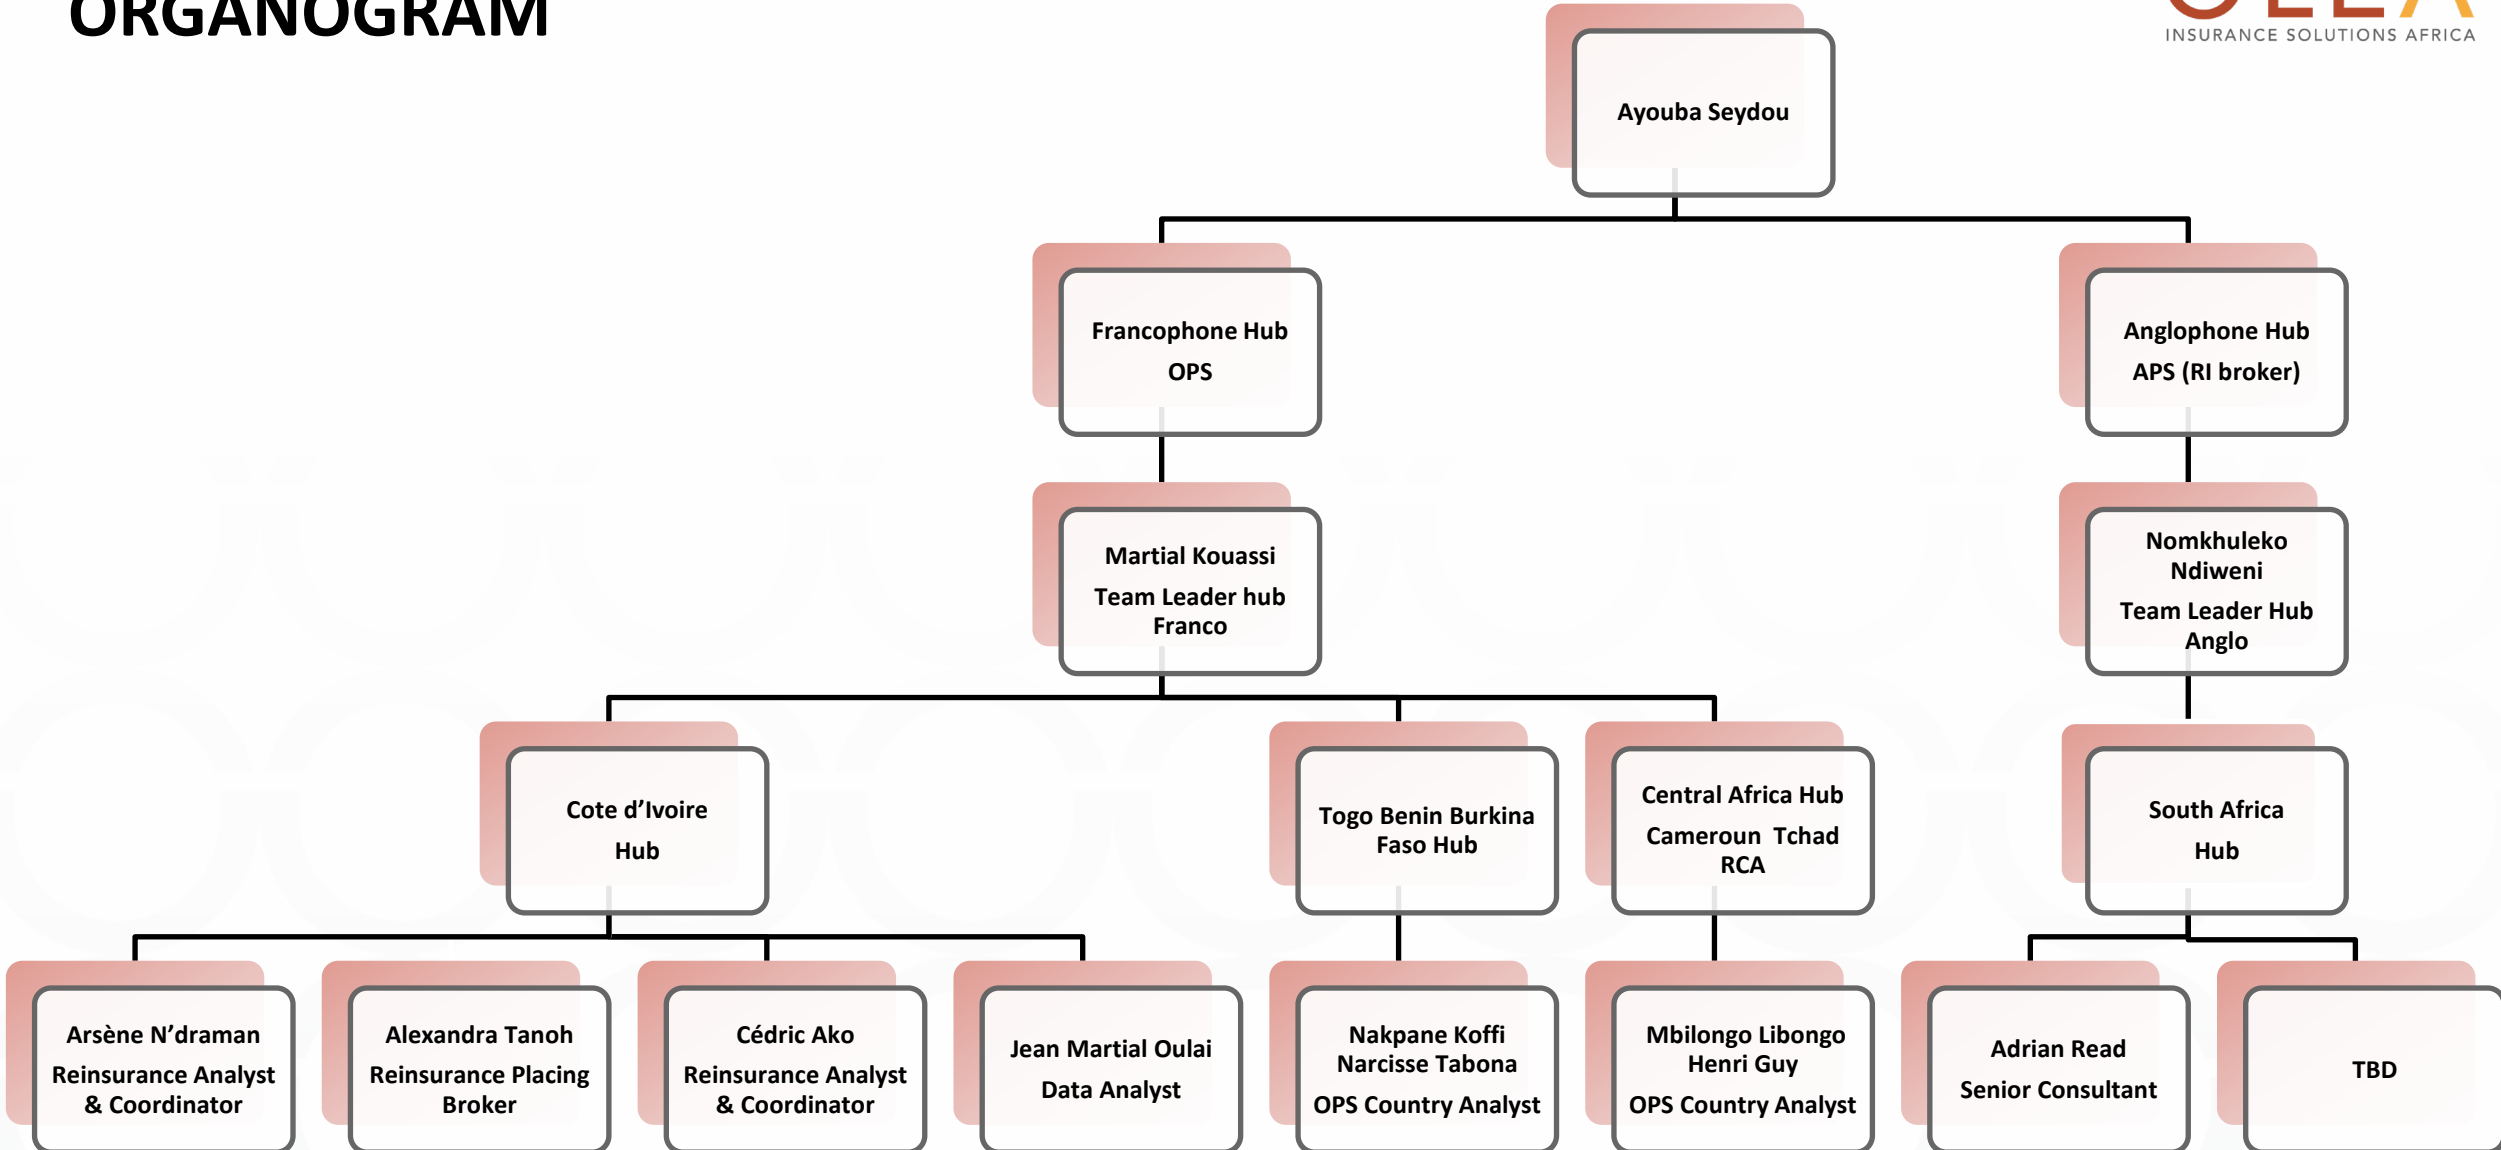 ORGANOGRAM
OLEA
INSURANCE SOLUTIONS AFRICA
Ayouba Seydou
Francophone Hub
OPS
Anglophone Hub
APS (RI broker)
Martial Kouassi
Team Leader hub
Franco
Nomkhuleko
Ndiweni
Team Leader Hub
Anglo
Cote d’Ivoire
Hub
Togo Benin Burkina
Faso Hub
Central Africa Hub
Cameroun  Tchad
RCA
South Africa
Hub
Arsène N’draman
Reinsurance Analyst
& Coordinator
Alexandra Tanoh
Reinsurance Placing
Broker
Cédric Ako
Reinsurance Analyst
& Coordinator
Jean Martial Oulai
Data Analyst
Nakpane Koffi
Narcisse Tabona
OPS Country Analyst
Mbilongo Libongo
Henri Guy
OPS Country Analyst
Adrian Read
Senior Consultant
TBD